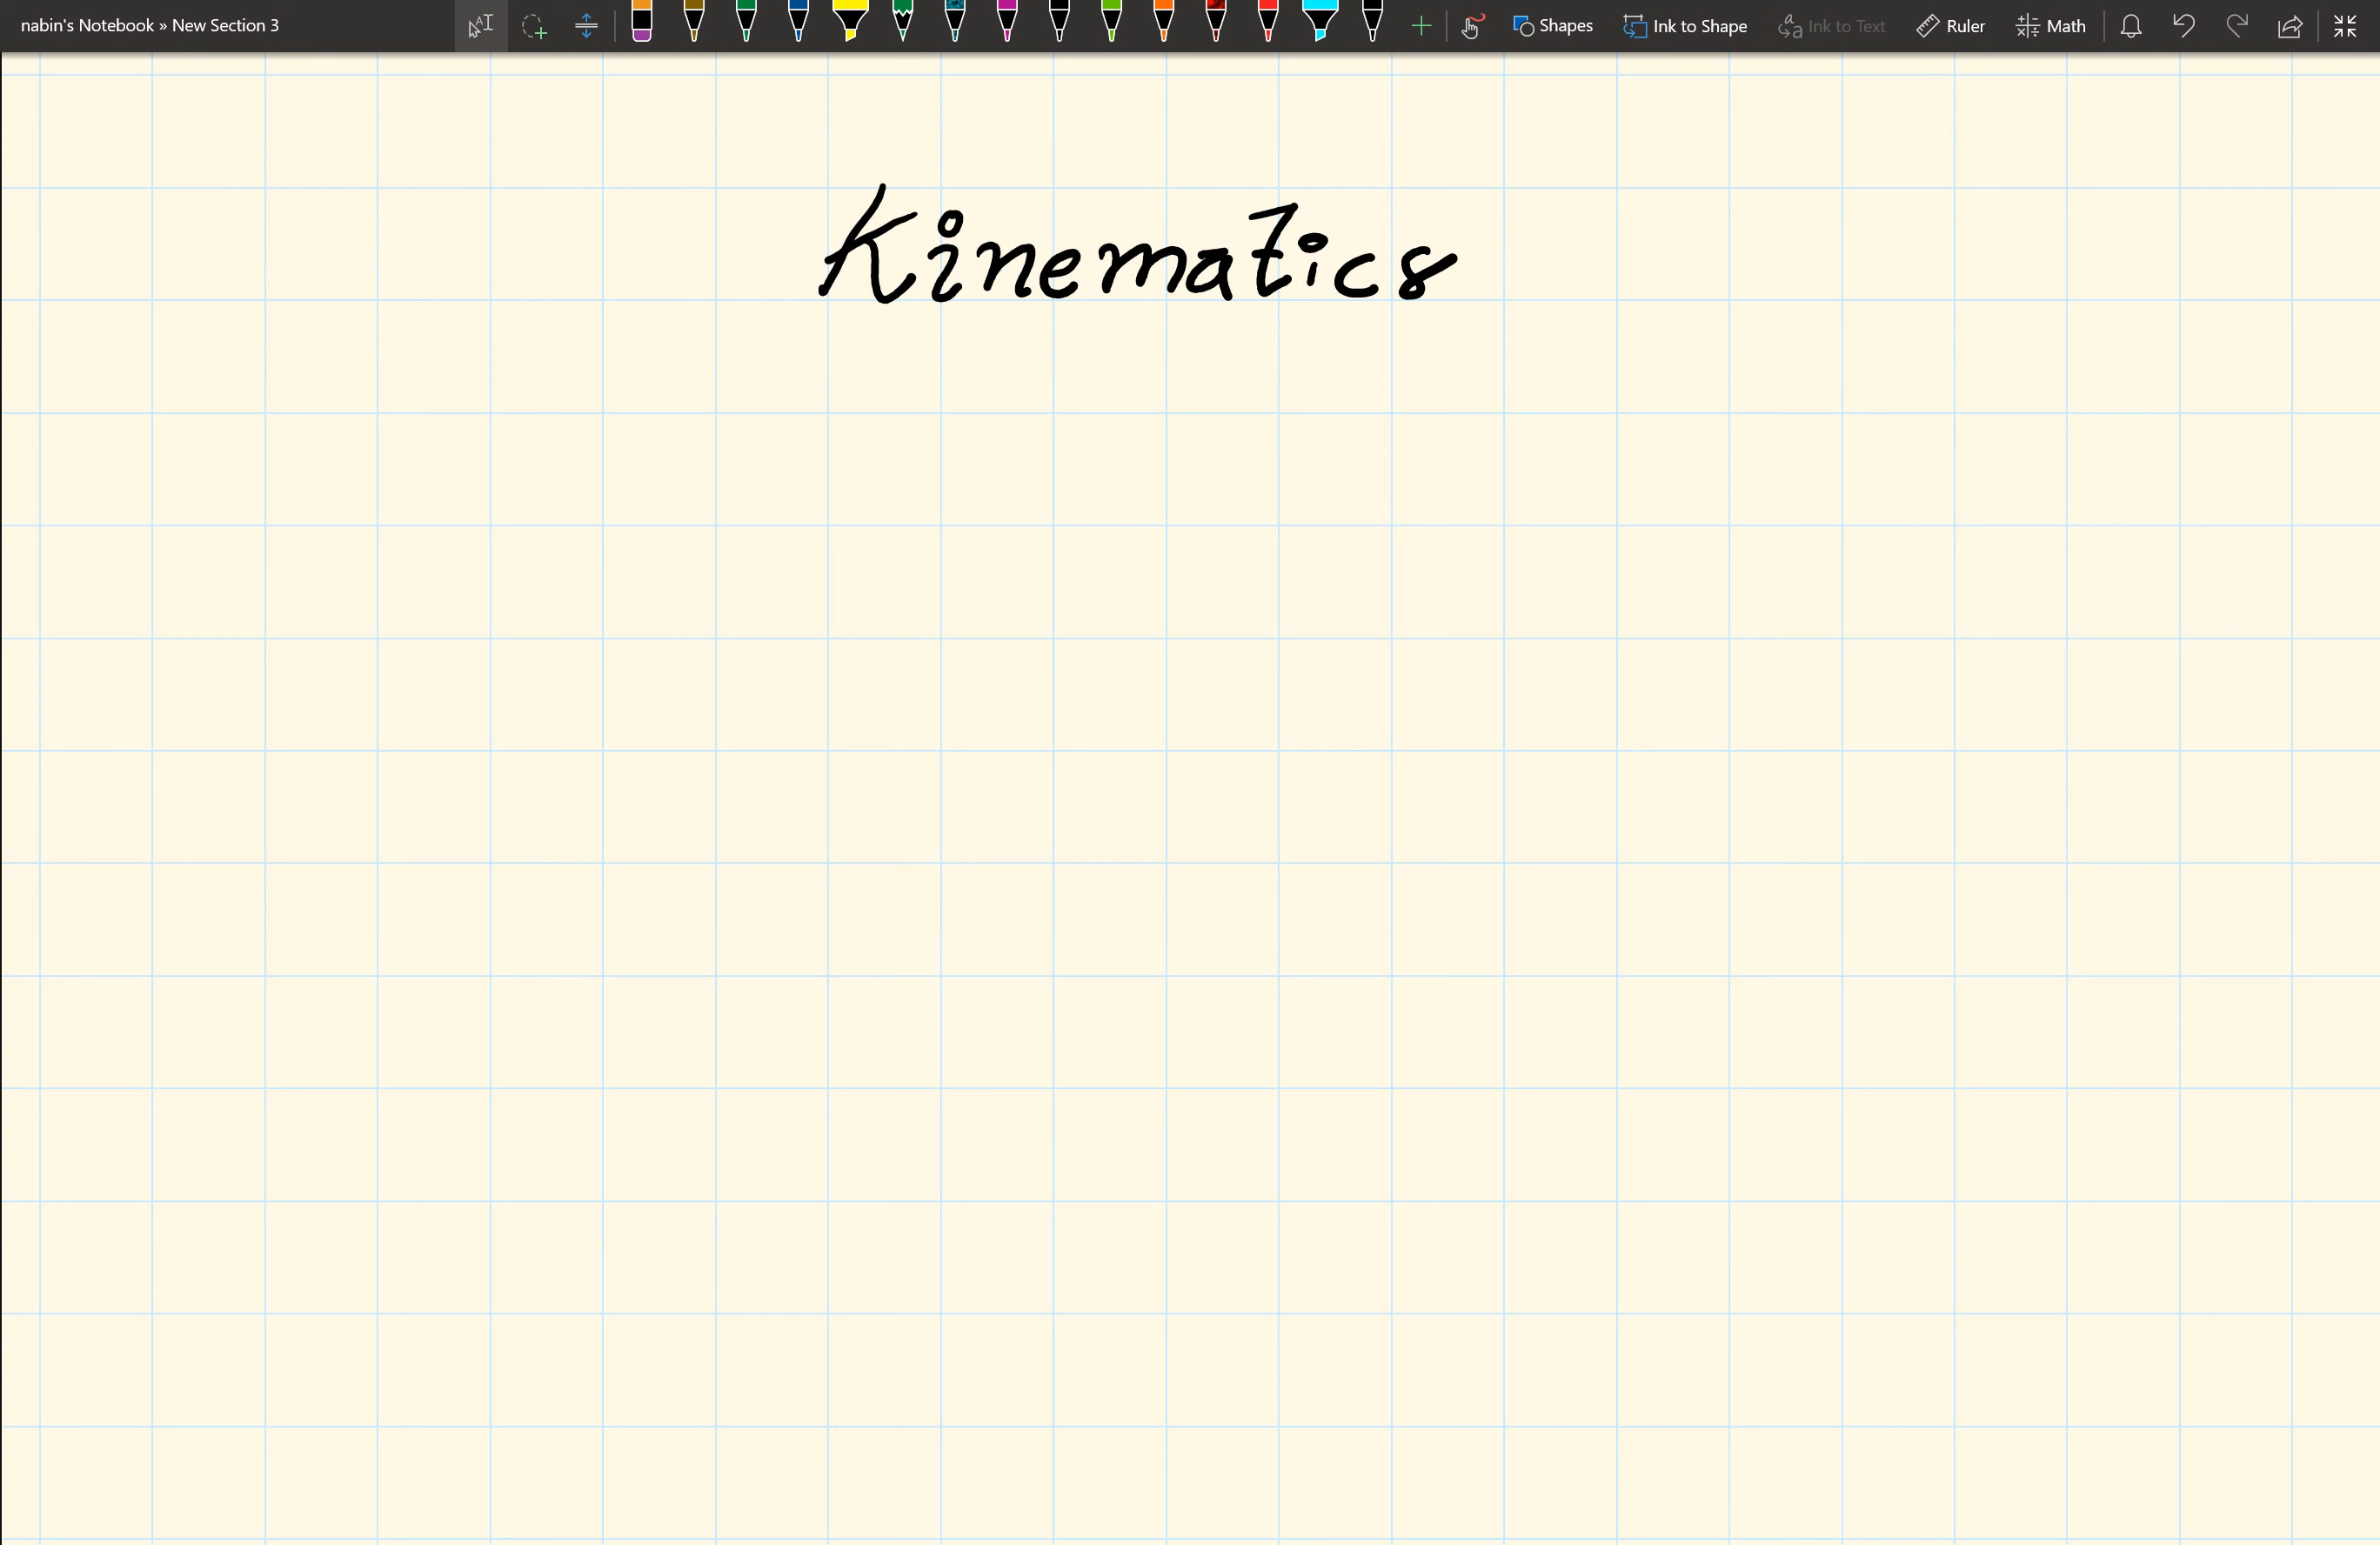 nabin's Notebook » New Section 3
Shapes
Ink to Shape
Ink to Text
Ruler
Math
Kinematics